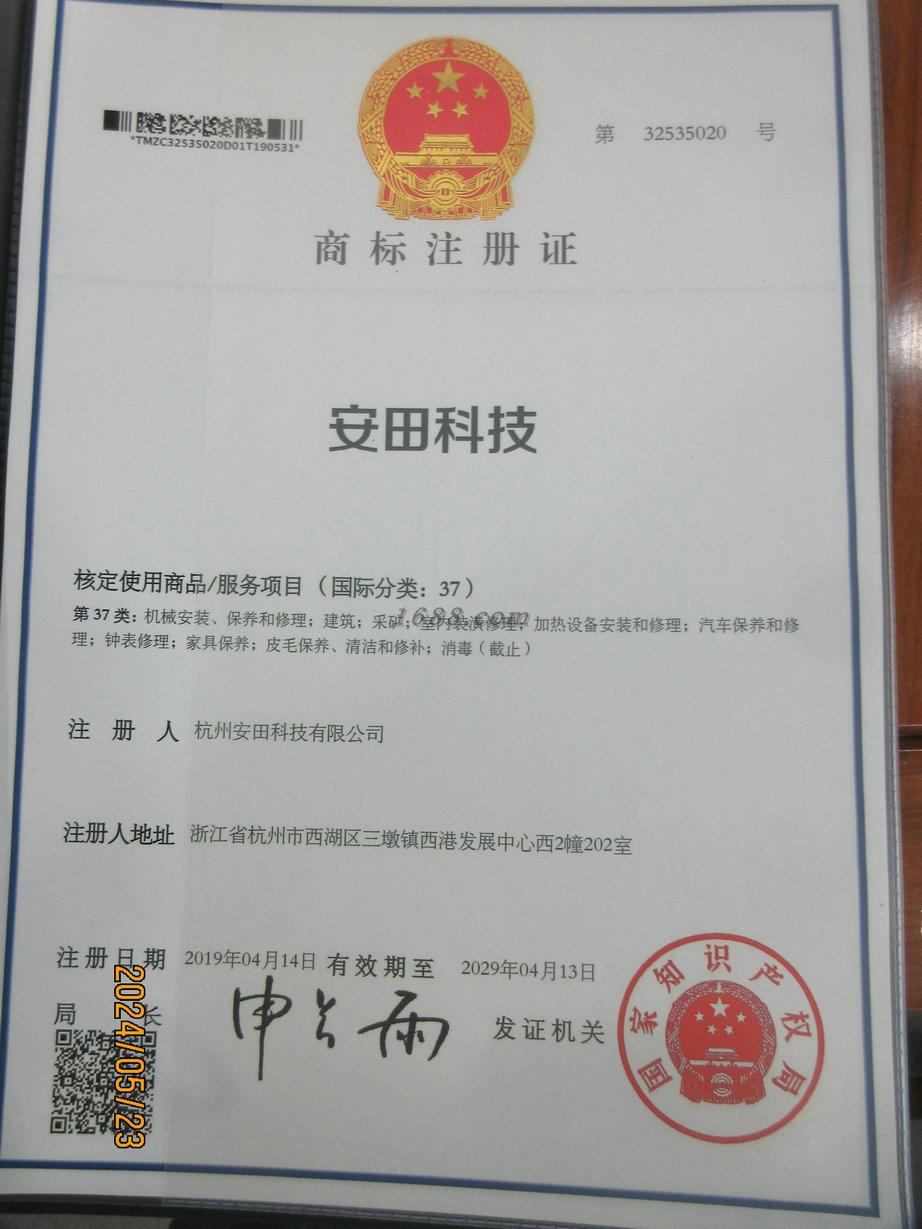 *TMZC32535020D01T190531*
第 32535020 号
商标注册证
安田科技
核定使用商品/服务项目（国际分类：37）
第 37 类：机械安装、保养和修理；建筑；采矿；室内装潢修理；加热设备安装和修理；汽车保养和修
理；钟表修理；家具保养；皮毛保养、清洁和修补；消毒（截止）
1688.com
注 册 人 杭州安田科技有限公司
注册人地址 浙江省杭州市西湖区三墩镇西港发展中心西2幢202室
注册日期 2019年04月14日 有效期至 2029年04月13日
局 长 申长雨 发证机关
国家知识产权局
2024/05/23